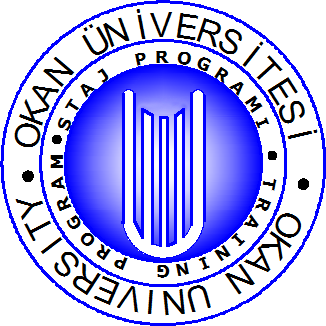 OKAN ÜNİVERSİTESİ
OKAN UNIVERSITY
STAJ PROGRAMI
TRAINING PROGRAM